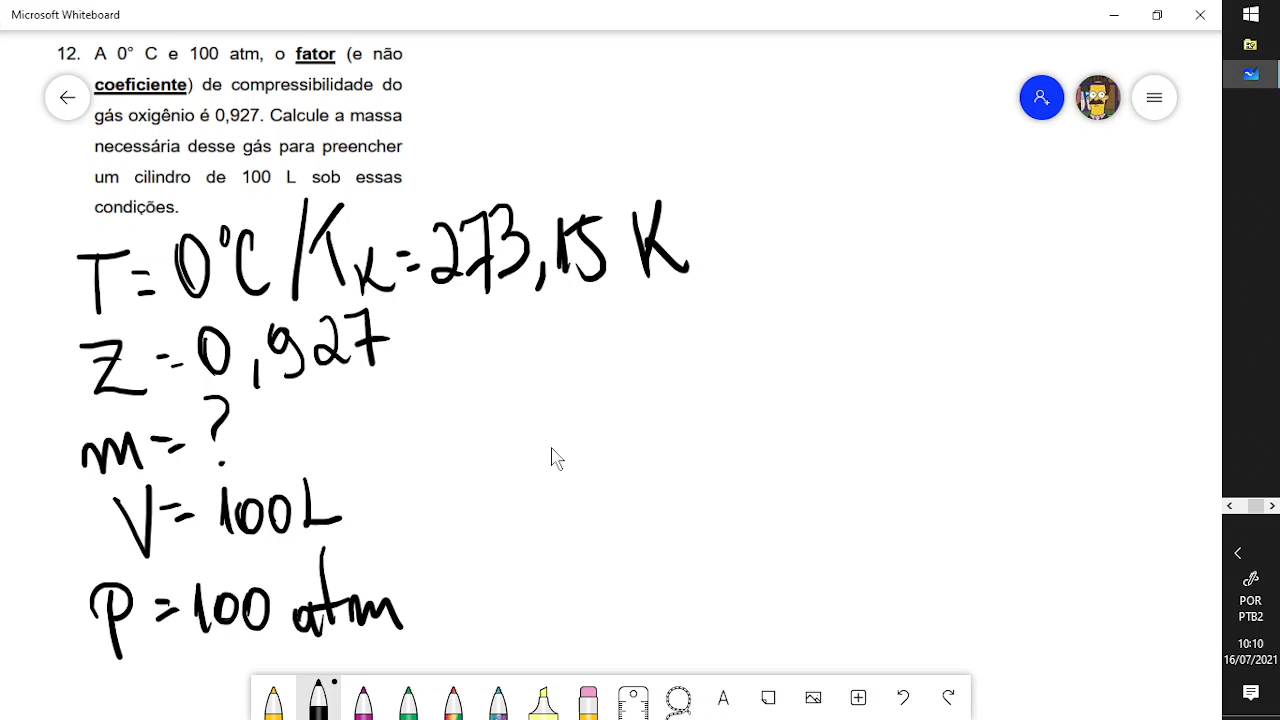 Microsoft Whiteboard
12. A 0° C e 100 atm, o fator (e não
coeficiente) de compressibilidade do
gás oxigênio é 0,927. Calcule a massa
necessária desse gás para preencher
um cilindro de 100 L sob essas
condições.
T = 0°C / TK = 273,15 K
Z = 0,927
m = ?
V = 100L
P = 100 atm
A
POR
PTB2
10:10
16/07/2021